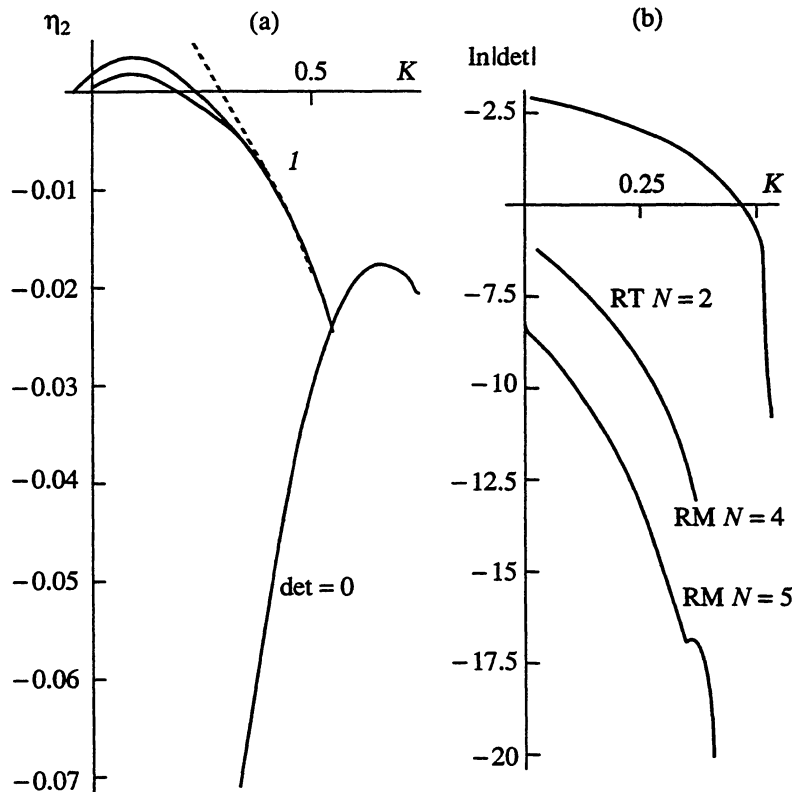 (a)
η₂
0.5
K
1
−0.01
−0.02
−0.03
−0.04
−0.05
−0.06
−0.07
det = 0
(b)
ln|det|
−2.5
0.25
K
−7.5
−10
−12.5
−15
−17.5
−20
RT N = 2
RM N = 4
RM N = 5